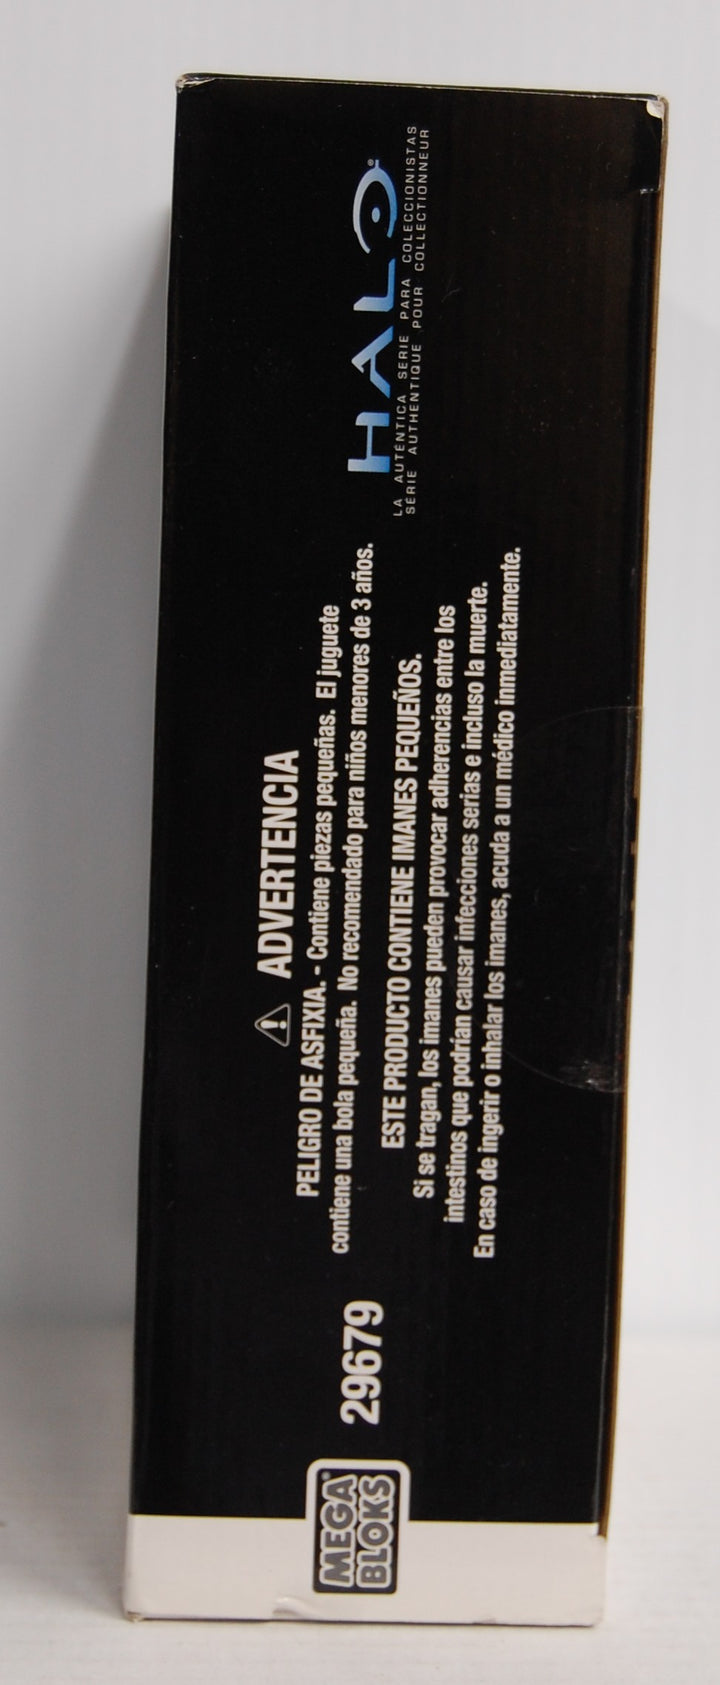 MEGA
BLOKS
29679
ADVERTENCIA
PELIGRO DE ASFIXIA. - Contiene piezas pequeñas. El juguete
contiene una bola pequeña. No recomendado para niños menores de 3 años.
ESTE PRODUCTO CONTIENE IMANES PEQUEÑOS.
Si se tragan, los imanes pueden provocar adherencias entre los
intestinos que podrían causar infecciones serias e incluso la muerte.
En caso de ingerir o inhalar los imanes, acuda a un médico inmediatamente.
HALO®
LA AUTÉNTICA SERIE PARA COLECCIONISTAS
SÉRIE AUTHENTIQUE POUR COLLECTIONNEUR